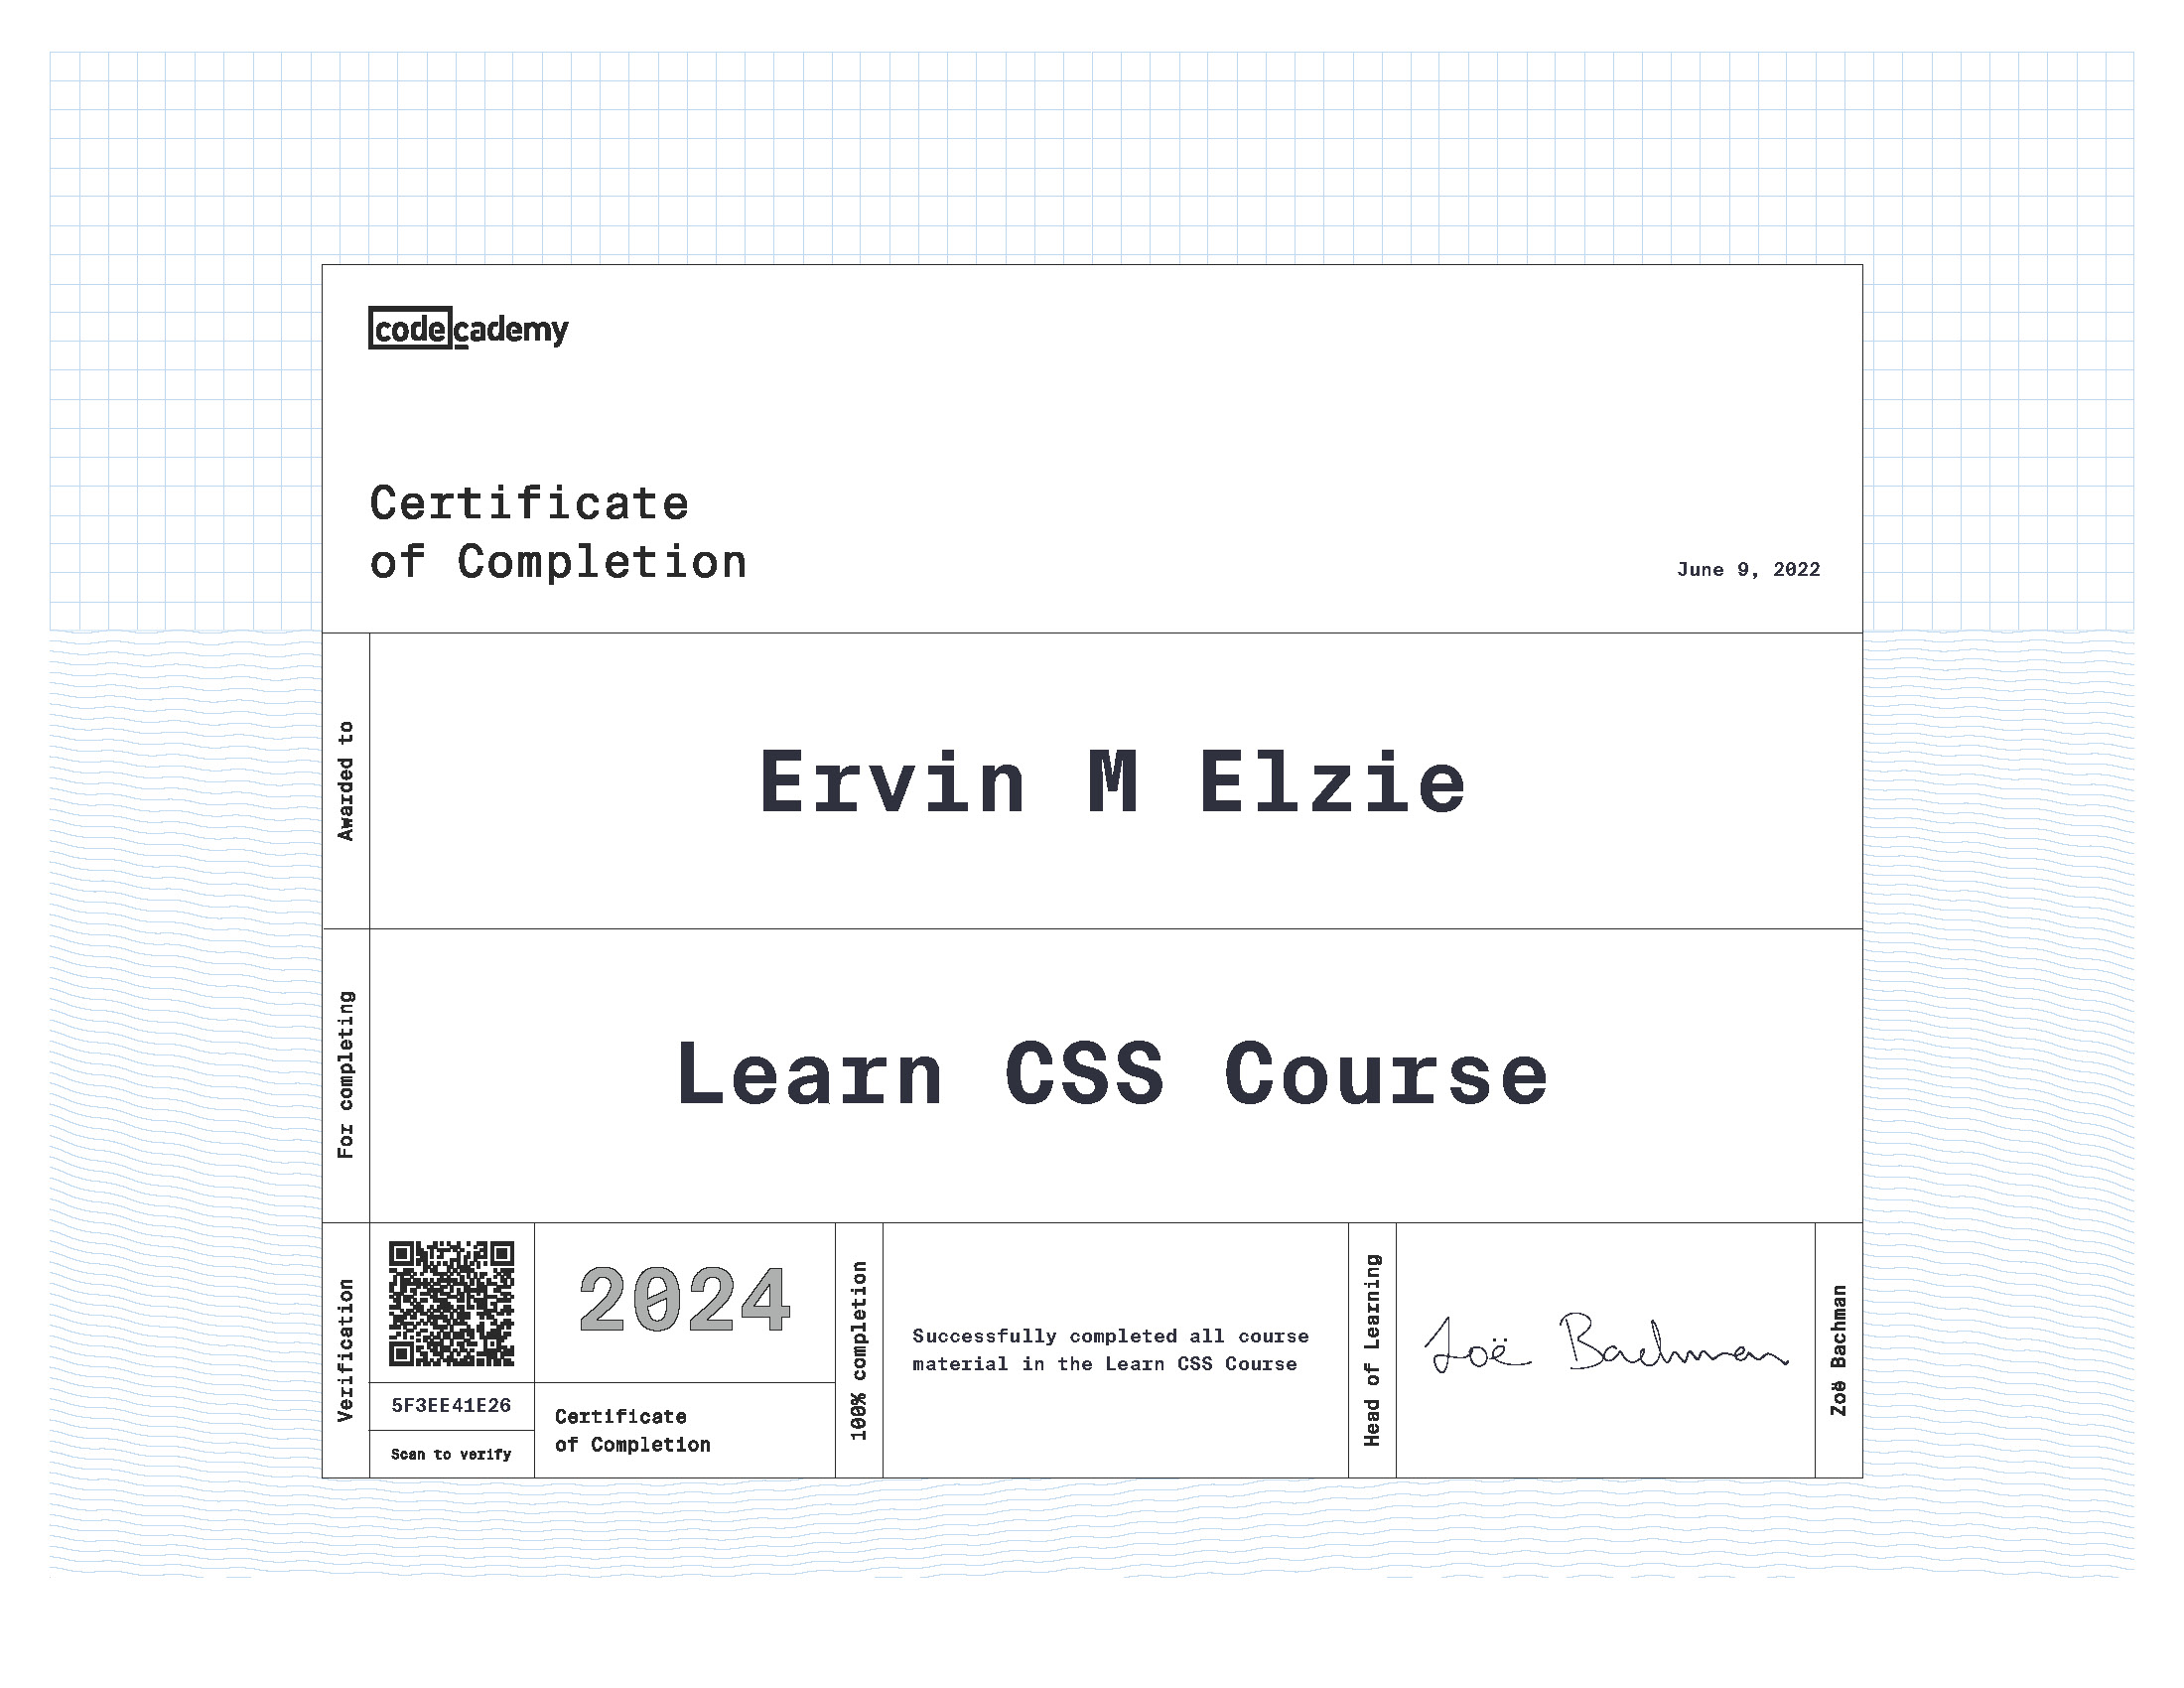 codecademy
Certificate
of Completion
June 9, 2022
Awarded to
Ervin M Elzie
For completing
Learn CSS Course
Verification
5F3EE41E26
Scan to verify
2024
Certificate
of Completion
100% completion
Successfully completed all course
material in the Learn CSS Course
Head of Learning
Zoë Bachman
Zoë Bachman